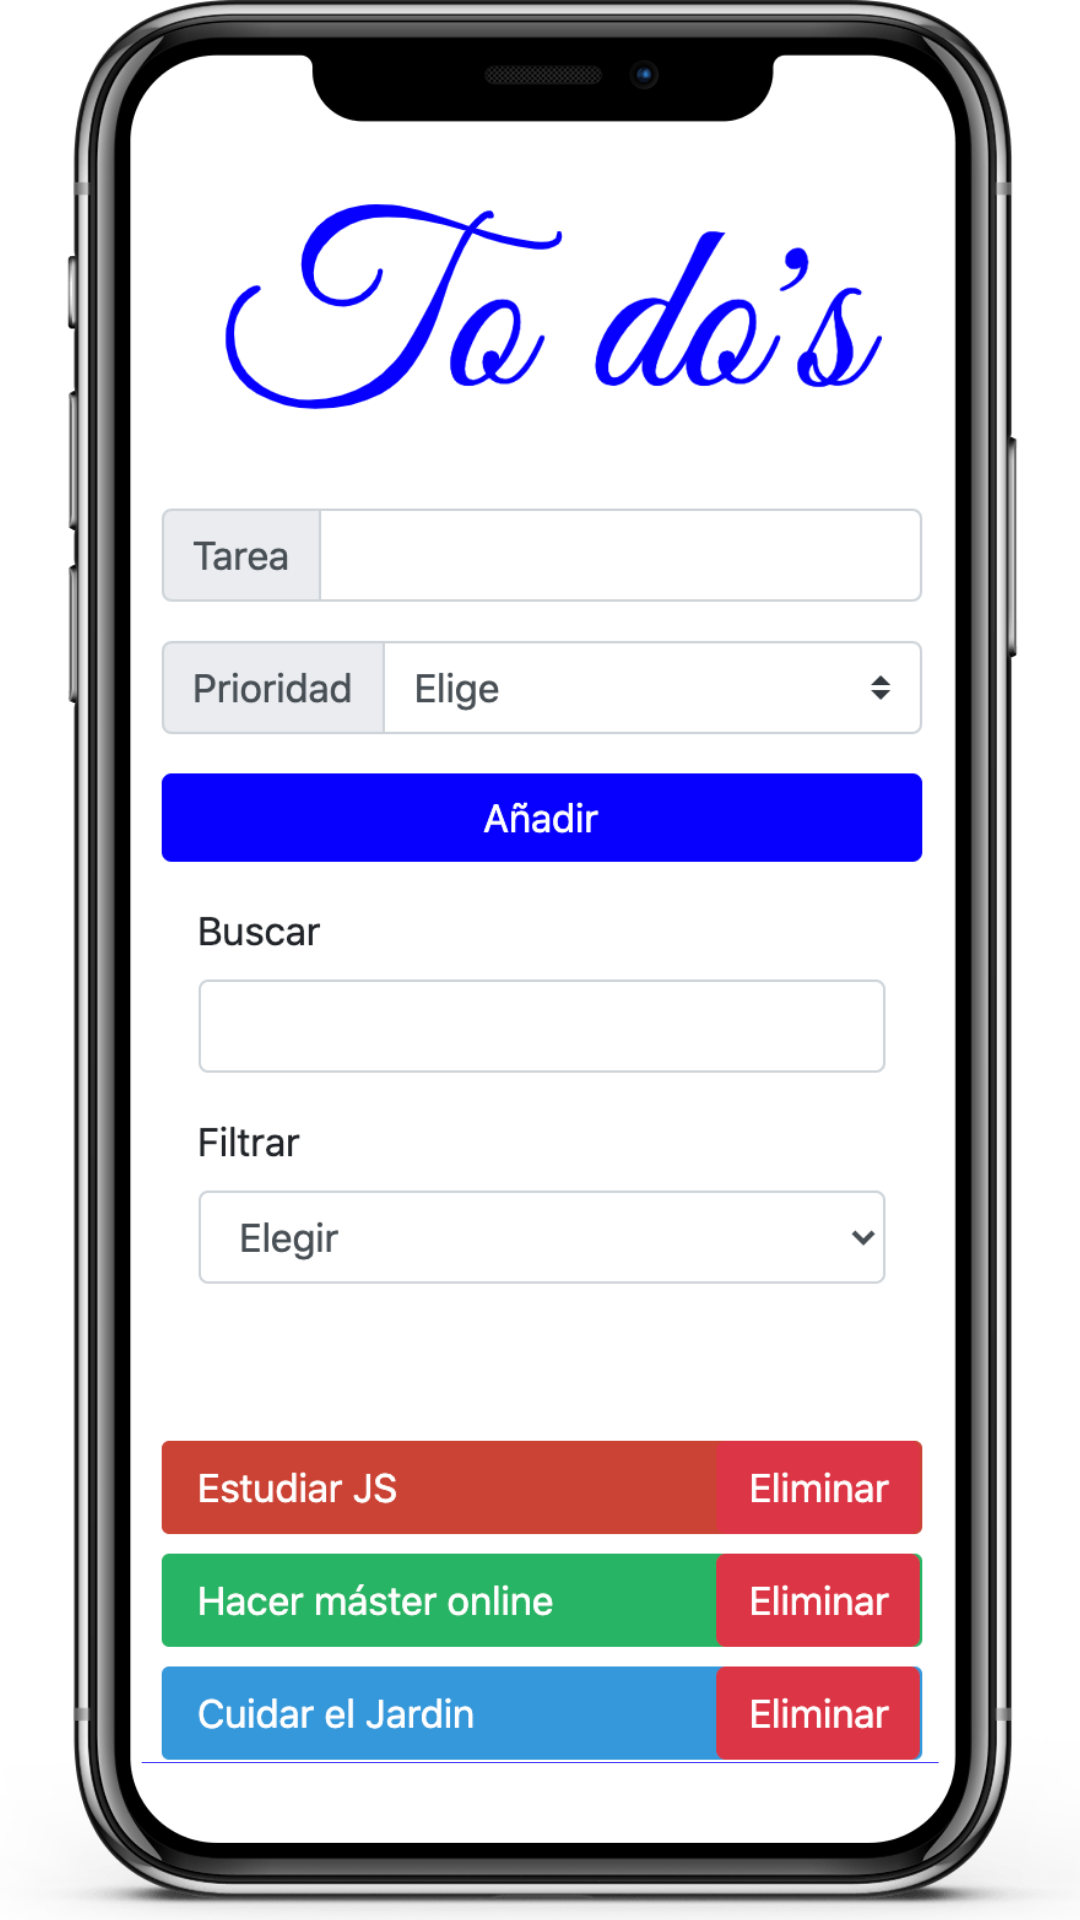 To do's
Tarea
Prioridad Elige
Añadir
Buscar
Filtrar
Elegir
Estudiar JS Eliminar
Hacer máster online Eliminar
Cuidar el Jardin Eliminar